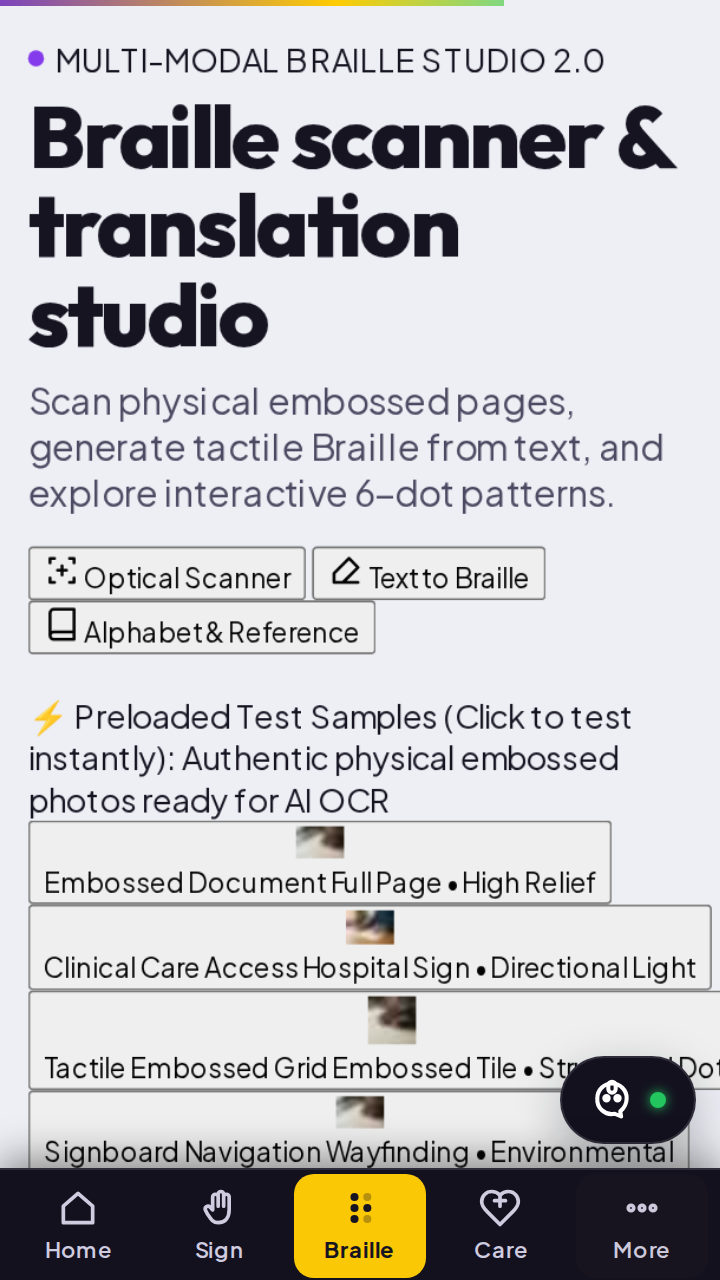 MULTI-MODAL BRAILLE STUDIO 2.0
Braille scanner &
translation
studio
Scan physical embossed pages,
generate tactile Braille from text, and
explore interactive 6-dot patterns.
Optical Scanner
Text to Braille
Alphabet & Reference
⚡ Preloaded Test Samples (Click to test
instantly): Authentic physical embossed
photos ready for AI OCR
Embossed Document Full Page • High Relief
Clinical Care Access Hospital Sign • Directional Light
Tactile Embossed Grid Embossed Tile •
Signboard Navigation Wayfinding • Environmental
Home
Sign
Braille
Care
More